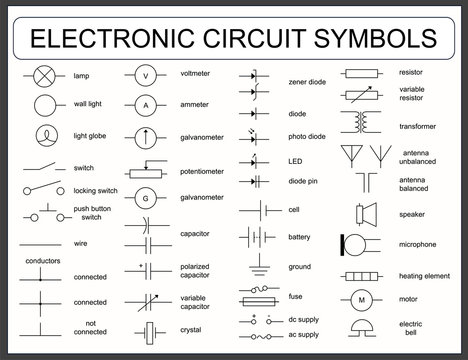 ELECTRONIC CIRCUIT SYMBOLS
lamp
wall light
light globe
switch
locking switch
push button
switch
wire
conductors
connected
connected
not
connected
V
voltmeter
A
ammeter
galvanometer
potentiometer
G
galvanometer
capacitor
+
polarized
capacitor
variable
capacitor
crystal
zener diode
diode
photo diode
LED
diode pin
cell
battery
ground
fuse
+ -
dc supply
ac supply
resistor
variable
resistor
transformer
antenna
unbalanced
antenna
balanced
speaker
microphone
heating element
M
motor
electric
bell